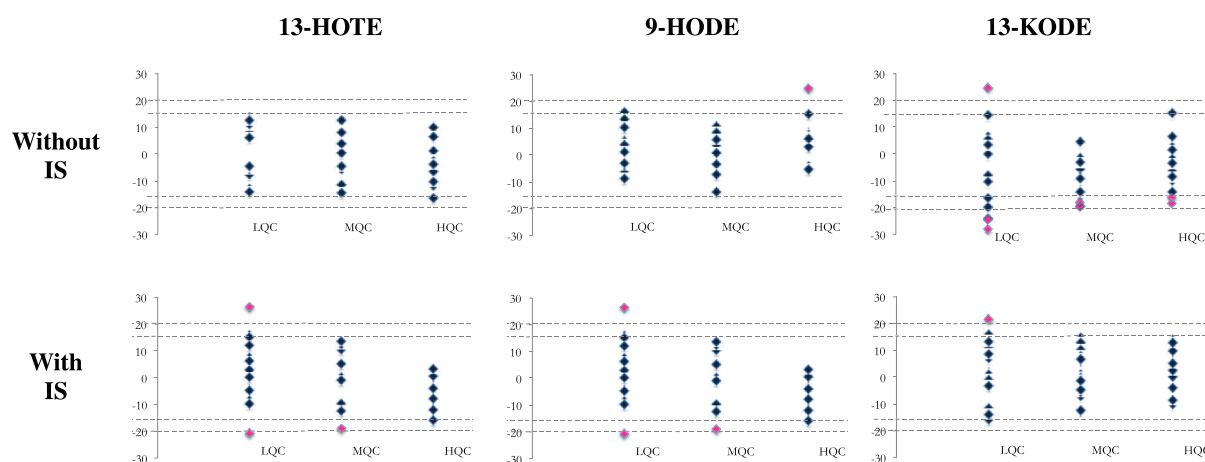 13-HOTE 9-HODE 13-KODE
Without
IS
30 30 30
20 20 20
10 10 10
0 0 0
-10 -10 -10
-20 -20 -20
-30 -30 -30
LQC MQC HQC LQC MQC HQC LQC MQC HQC
With
IS
30 30 30
20 20 20
10 10 10
0 0 0
-10 -10 -10
-20 -20 -20
-30 -30 -30
LQC MQC HQC LQC MQC HQC LQC MQC HQ